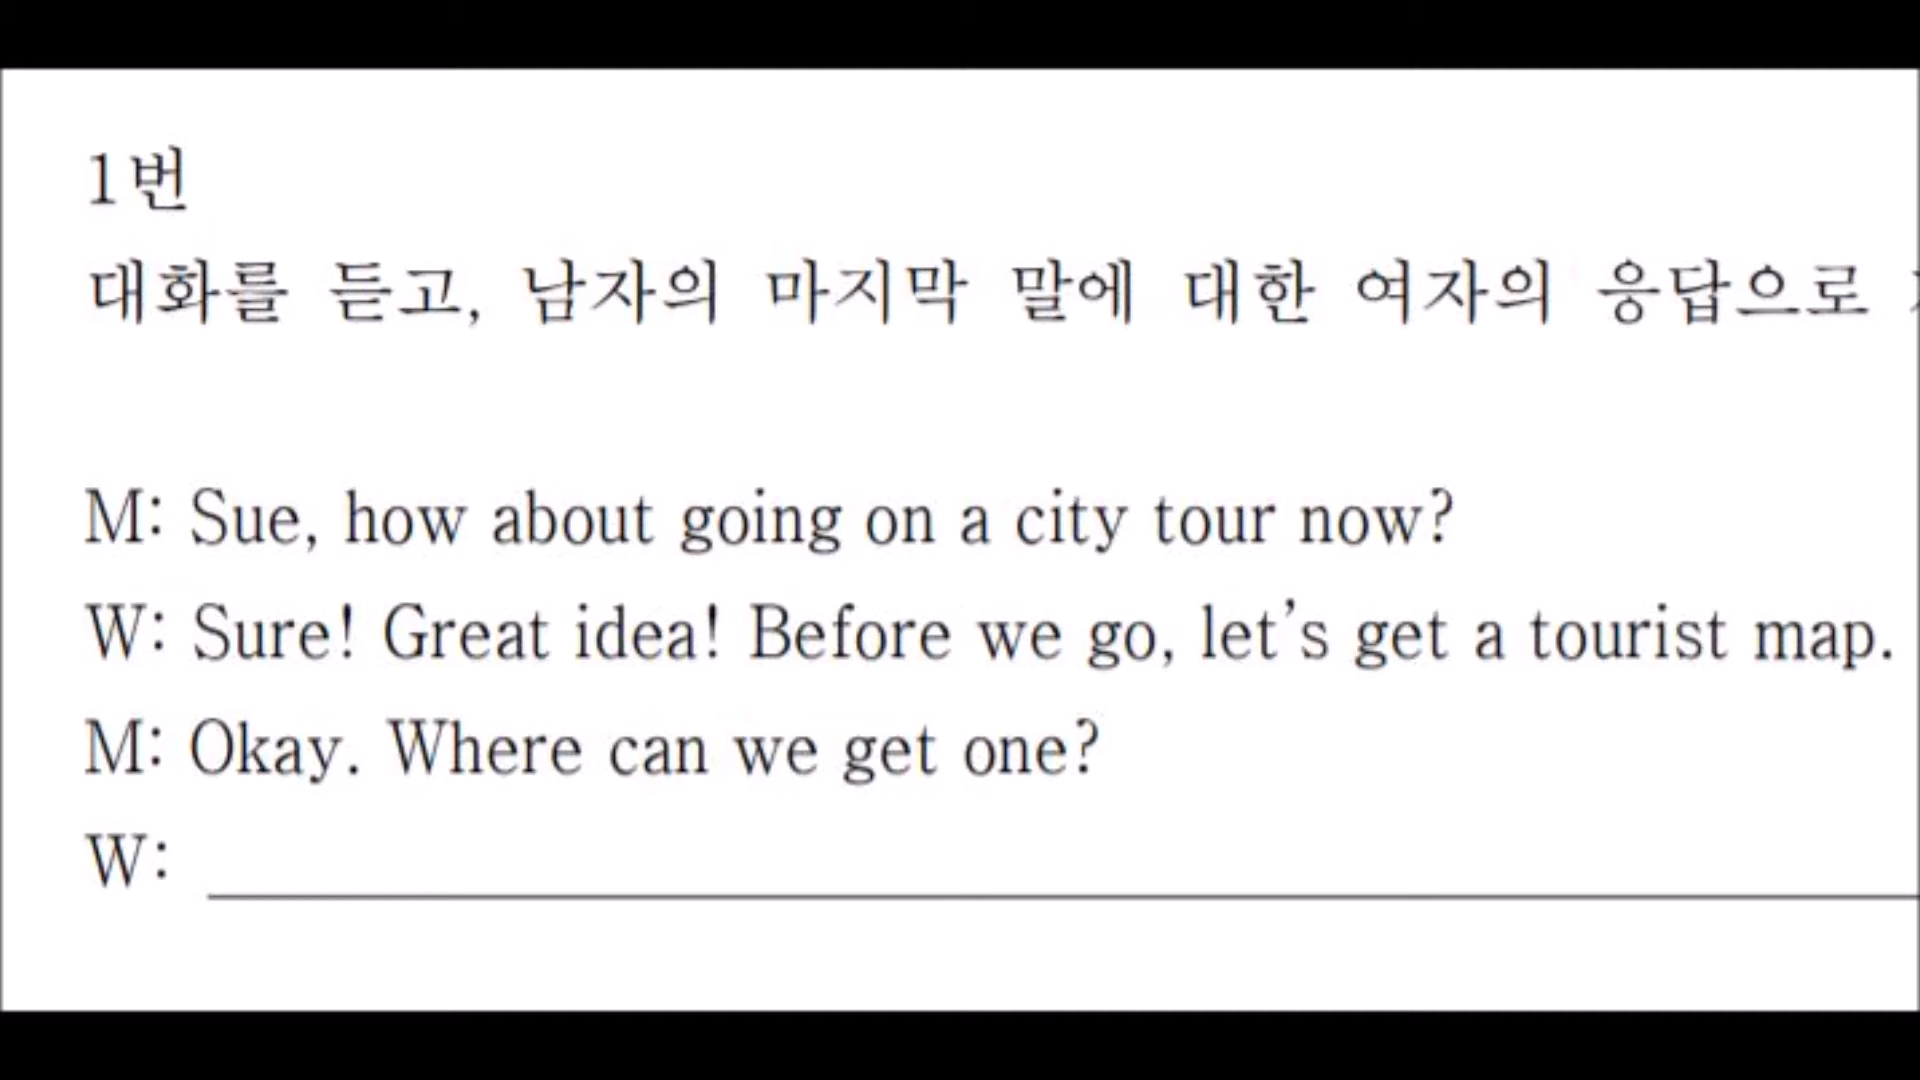 1번
대화를 듣고, 남자의 마지막 말에 대한 여자의 응답으로
M: Sue, how about going on a city tour now?
W: Sure! Great idea! Before we go, let's get a tourist map.
M: Okay. Where can we get one?
W: